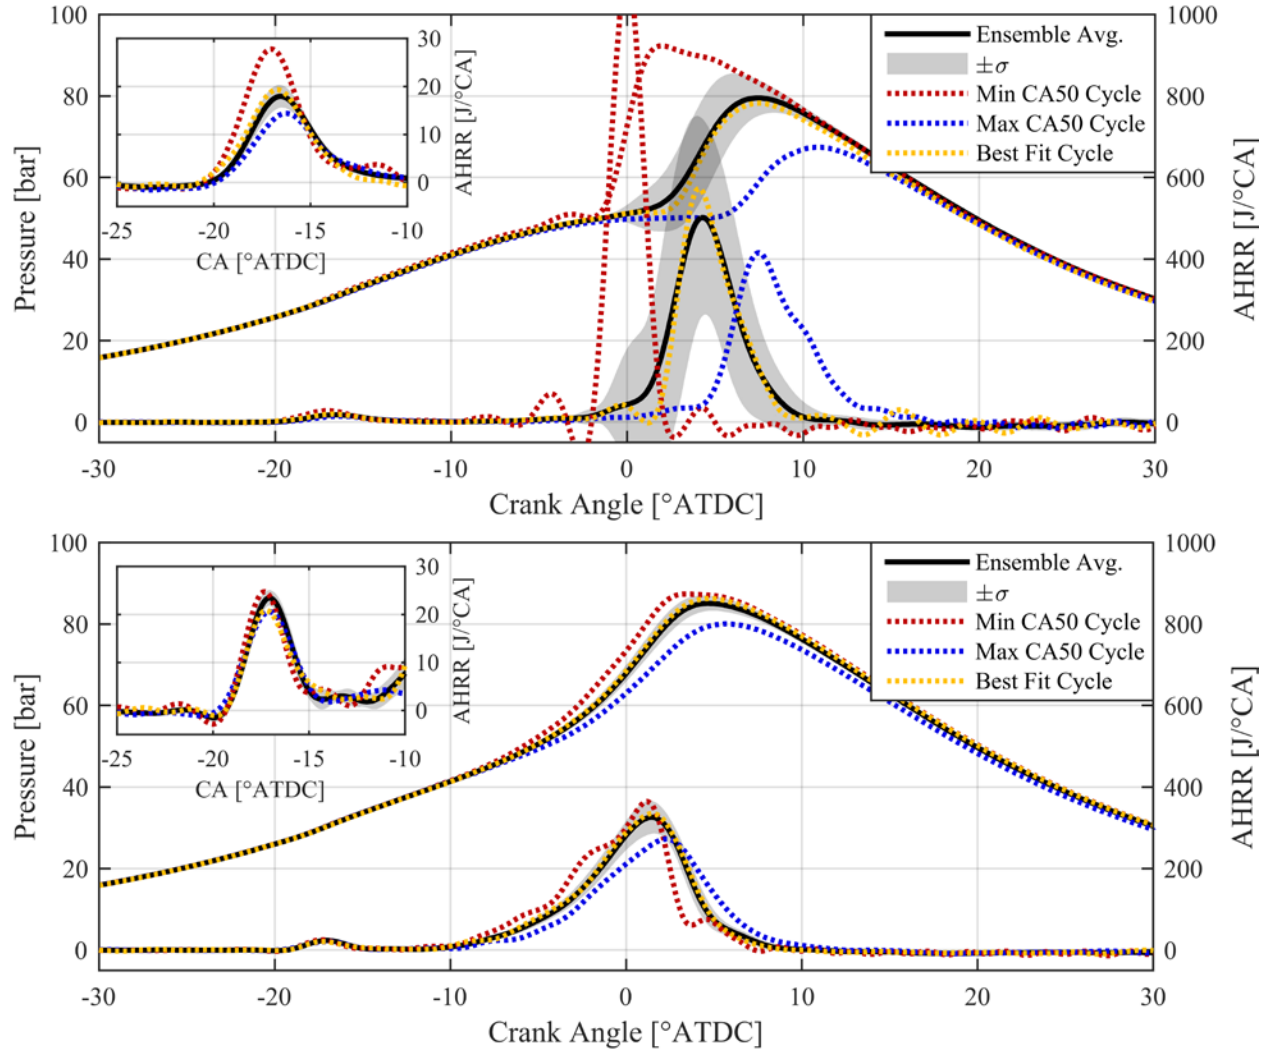 100
80
60
40
20
0
Pressure [bar]
1000
800
600
400
200
0
AHRR [J/°CA]
-30
-20
-10
0
10
20
30
Crank Angle [°ATDC]
Ensemble Avg.
±σ
Min CA50 Cycle
Max CA50 Cycle
Best Fit Cycle
30
20
10
0
AHRR [J/°CA]
-25
-20
-15
-10
CA [°ATDC]
100
80
60
40
20
0
Pressure [bar]
1000
800
600
400
200
0
AHRR [J/°CA]
-30
-20
-10
0
10
20
30
Crank Angle [°ATDC]
Ensemble Avg.
±σ
Min CA50 Cycle
Max CA50 Cycle
Best Fit Cycle
30
20
10
0
AHRR [J/°CA]
-25
-20
-15
-10
CA [°ATDC]